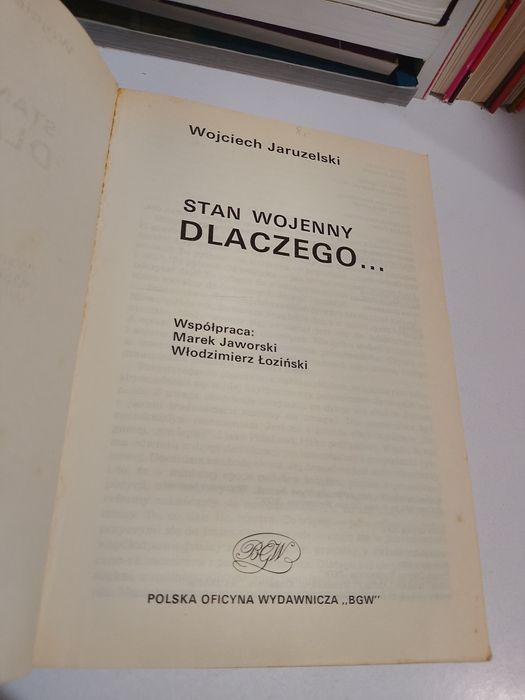 Wojciech Jaruzelski
STAN WOJENNY
DLACZEGO...
Współpraca:
Marek Jaworski
Włodzimierz Łoziński
BGW
POLSKA OFICYNA WYDAWNICZA „BGW"